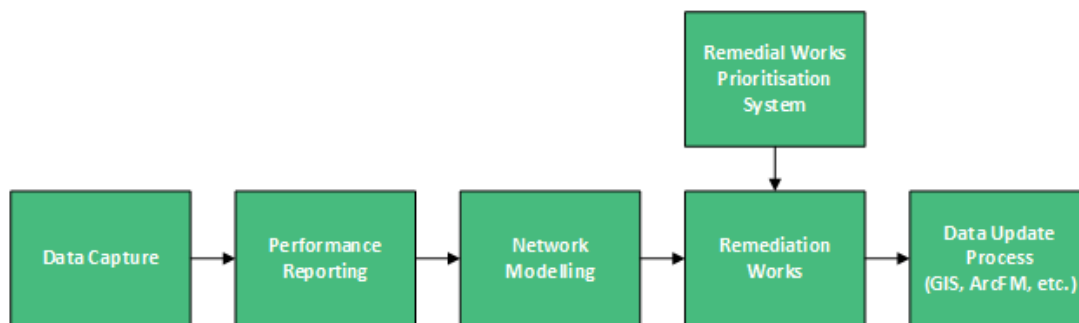 Remedial Works
Prioritisation
System
Data Capture
Performance
Reporting
Network
Modelling
Remediation
Works
Data Update
Process
(GIS, ArcFM, etc.)